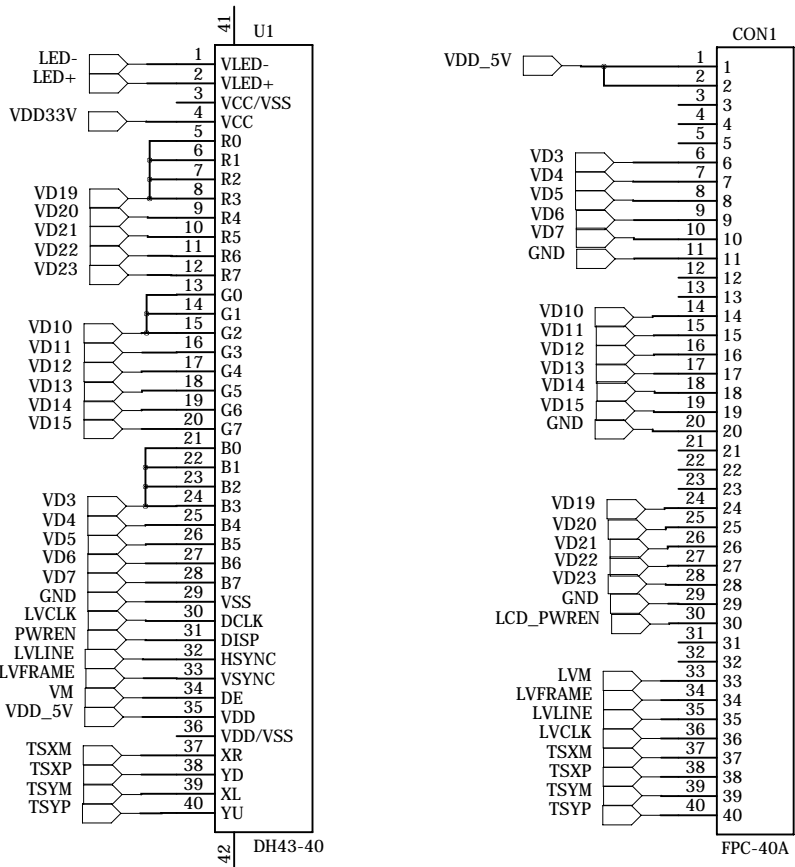 41
U1
LED- 1 VLED-
LED+ 2 VLED+
3 VCC/VSS
VDD33V 4 VCC
5 R0
6 R1
7 R2
VD19 8 R3
VD20 9 R4
VD21 10 R5
VD22 11 R6
VD23 12 R7
13 G0
14 G1
VD10 15 G2
VD11 16 G3
VD12 17 G4
VD13 18 G5
VD14 19 G6
VD15 20 G7
21 B0
22 B1
23 B2
VD3 24 B3
VD4 25 B4
VD5 26 B5
VD6 27 B6
VD7 28 B7
GND 29 VSS
LVCLK 30 DCLK
PWREN 31 DISP
LVLINE 32 HSYNC
LVFRAME 33 VSYNC
VM 34 DE
VDD_5V 35 VDD
36 VDD/VSS
TSXM 37 XR
TSXP 38 YD
TSYM 39 XL
TSYP 40 YU
42
DH43-40
CON1
VDD_5V 1 1
2 2
3 3
4 4
5 5
VD3 6 6
VD4 7 7
VD5 8 8
VD6 9 9
VD7 10 10
GND 11 11
12 12
13 13
VD10 14 14
VD11 15 15
VD12 16 16
VD13 17 17
VD14 18 18
VD15 19 19
GND 20 20
21 21
22 22
23 23
VD19 24 24
VD20 25 25
VD21 26 26
VD22 27 27
VD23 28 28
GND 29 29
LCD_PWREN 30 30
31 31
32 32
LVM 33 33
LVFRAME 34 34
LVLINE 35 35
LVCLK 36 36
TSXM 37 37
TSXP 38 38
TSYM 39 39
TSYP 40 40
FPC-40A